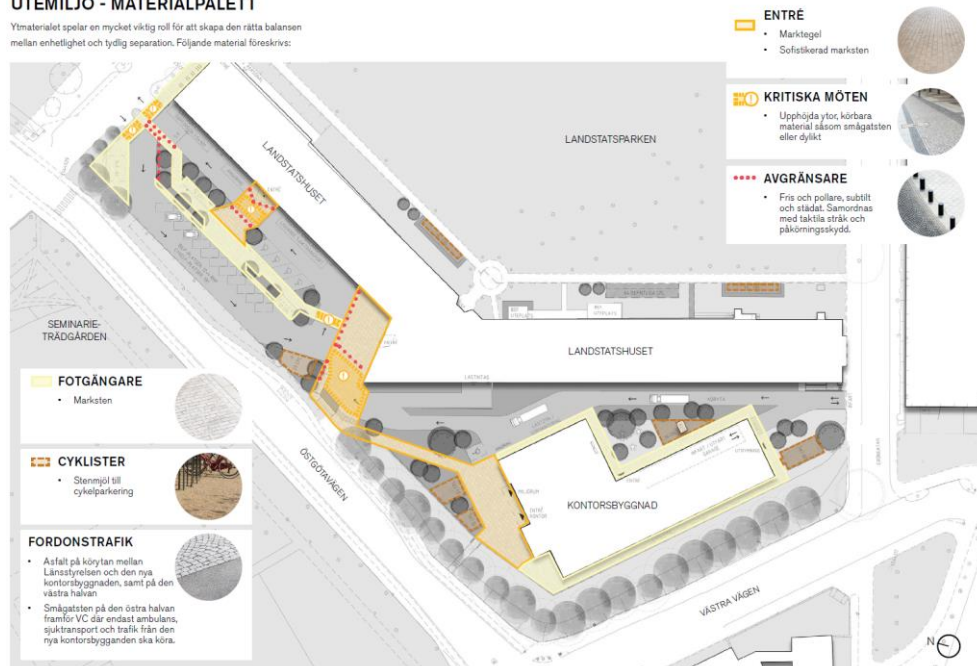 UTEMILJÖ - MATERIALPALETT
Ytmaterialet spelar en mycket viktig roll för att skapa den rätta balansen
mellan enhetlighet och tydlig separation. Följande material föreskrivs:
ENTRÉ
• Marktegel
• Sofistikerad marksten
KRITISKA MÖTEN
• Upphöjda ytor, körbara
material såsom smågatsten
eller dylikt
AVGRÄNSARE
• Fris och pollare, subtilt
och städat. Samordnas
med taktila stråk och
påkörningsskydd.
LANDSTATSHUSET
LANDSTATSPARKEN
SEMINARIE-
TRÄDGÅRDEN
LANDSTATSHUSET
FOTGÄNGARE
• Marksten
CYKLISTER
• Stenmjöl till
cykelparkering
FORDONSTRAFIK
• Asfalt på körytan mellan
Länsstyrelsen och den nya
kontorsbyggnaden, samt på den
västra halvan
• Smågatsten på den östra halvan
framför VC där endast ambulans,
sjuktransport och trafik från den
nya kontorsbygganden ska köra.
ÖSTGÖTAVÄGEN
KONTORSBYGGNAD
VÄSTRA VÄGEN
N